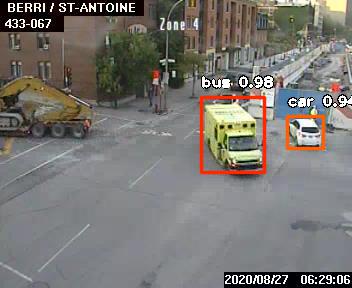 BERRI / ST-ANTOINE
433-067
Zone 4
bus 0.98
car 0.94
2020/08/27 06:29:06